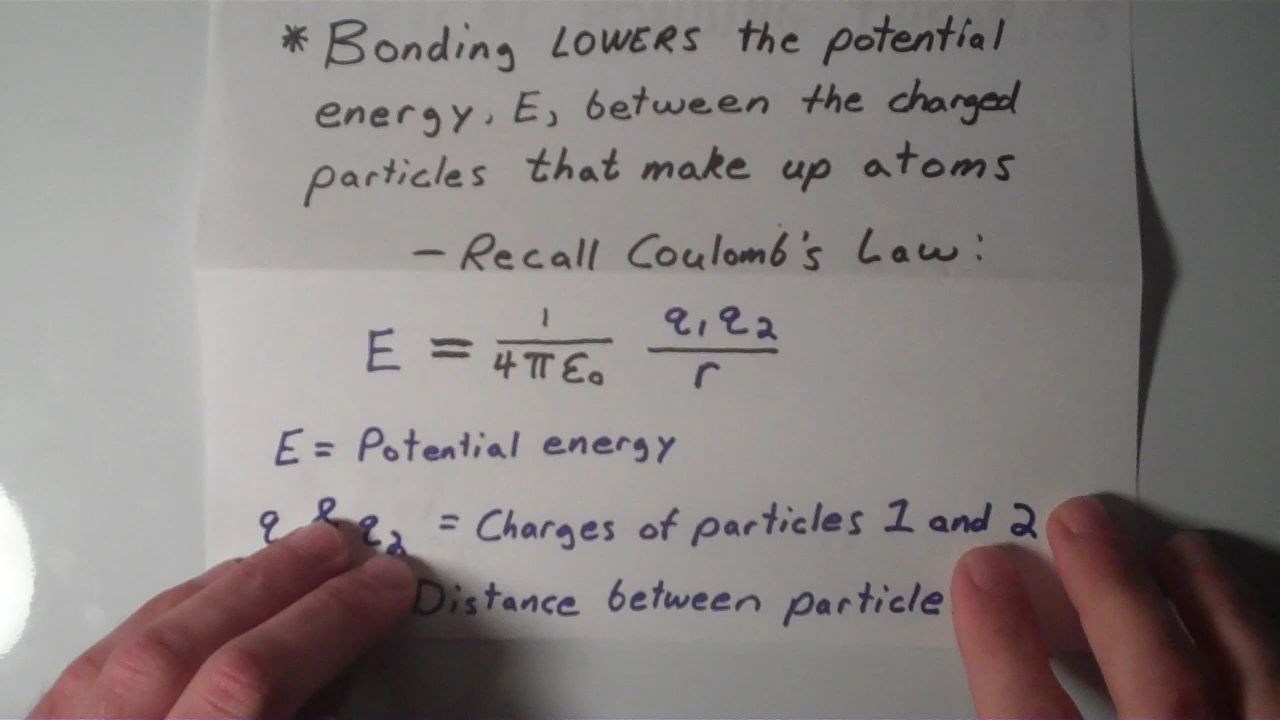 * Bonding LOWERS the potential
energy, E, between the charged
particles that make up atoms
- Recall Coulomb's Law:
E = 1/4πε₀ q₁q₂/r
E = Potential energy
q & q₂ = Charges of particles 1 and 2
Distance between particle